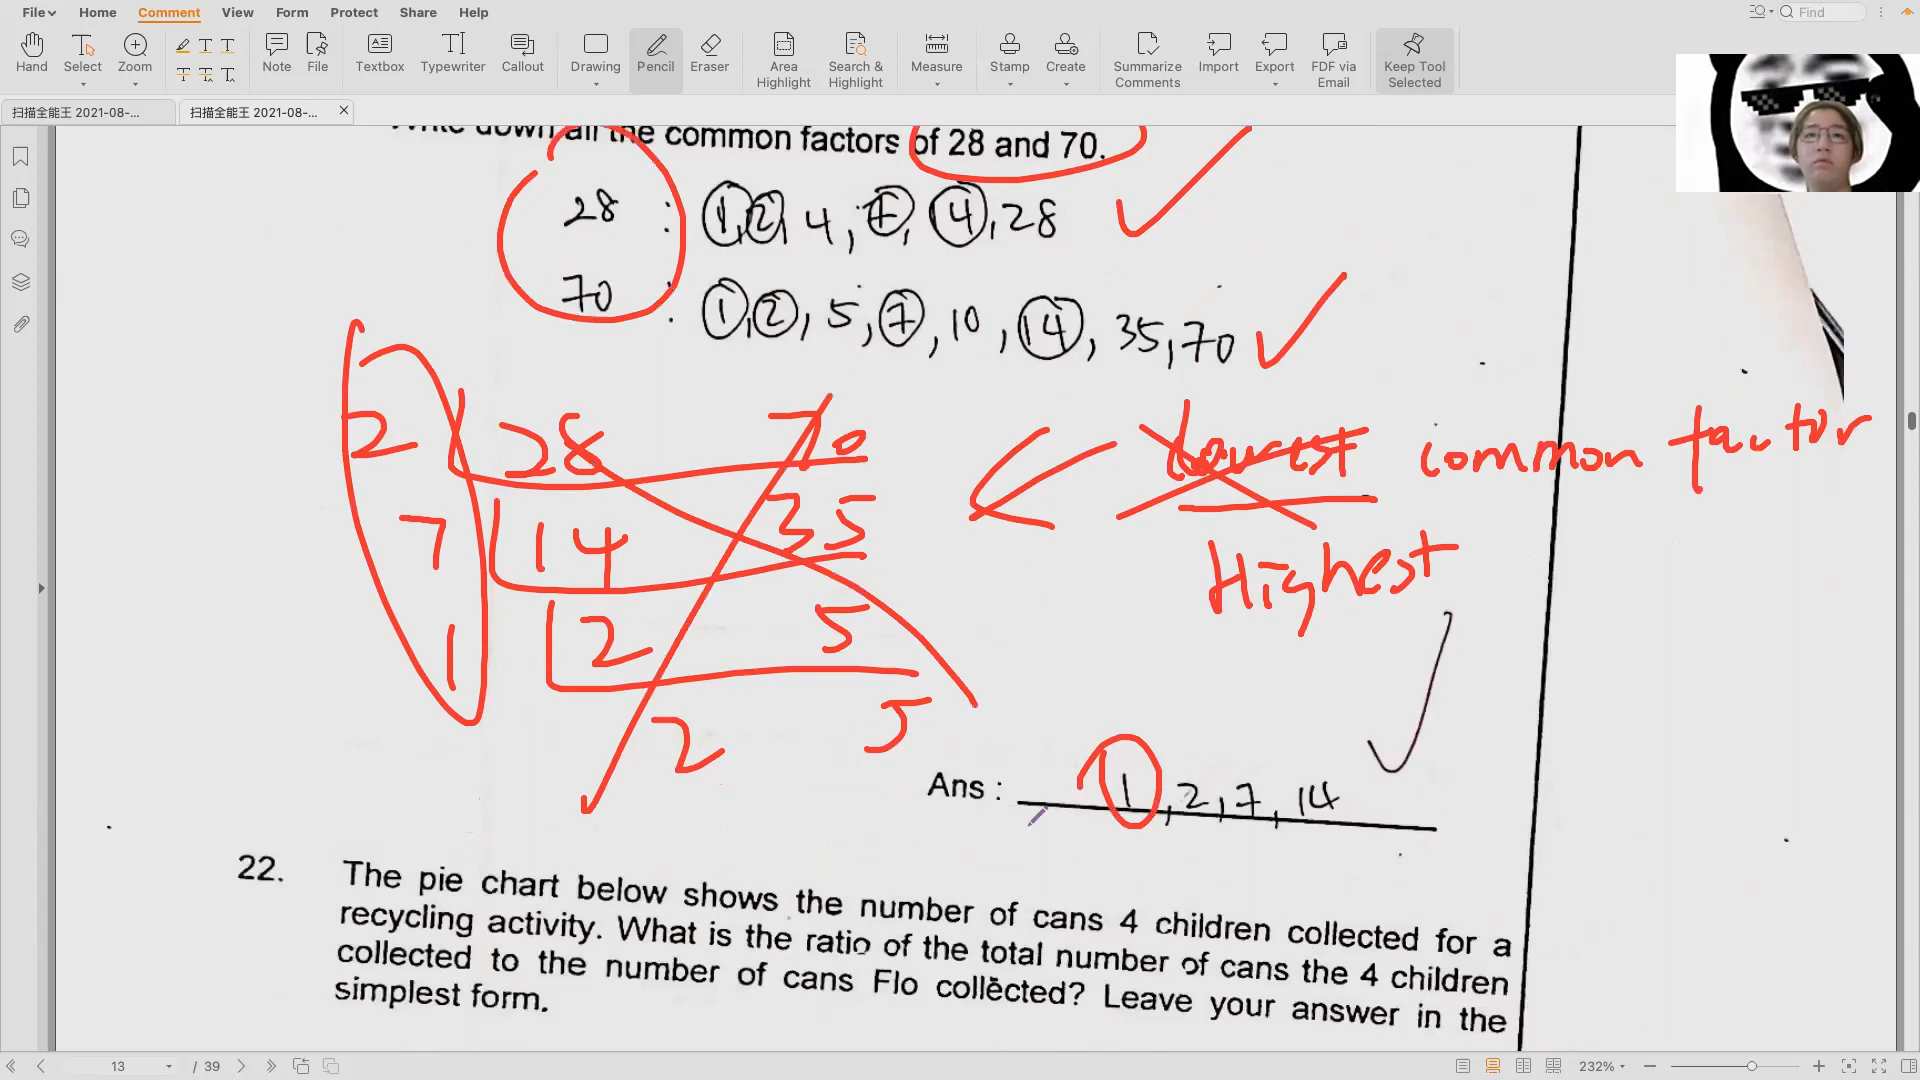 File Home Comment View Form Protect Share Help Find
Hand Select Zoom Note File Textbox Typewriter Callout Drawing Pencil Eraser Area Highlight Search & Highlight Measure Stamp Create Summarize Comments Import Export FDF via Email Keep Tool Selected
扫描全能王 2021-08-... 扫描全能王 2021-08-...
Write down all the common factors of 28 and 70.
28 : 1, 2, 4, 7, 14, 28
70 : 1, 2, 5, 7, 10, 14, 35, 70
2 28 70
Lowest common factor
7 14 35
Highest
1 2 5
2 5
Ans : 1, 2, 7, 14
22. The pie chart below shows the number of cans 4 children collected for a
recycling activity. What is the ratio of the total number of cans the 4 children
collected to the number of cans Flo collected? Leave your answer in the
simplest form.
13 / 39 232%